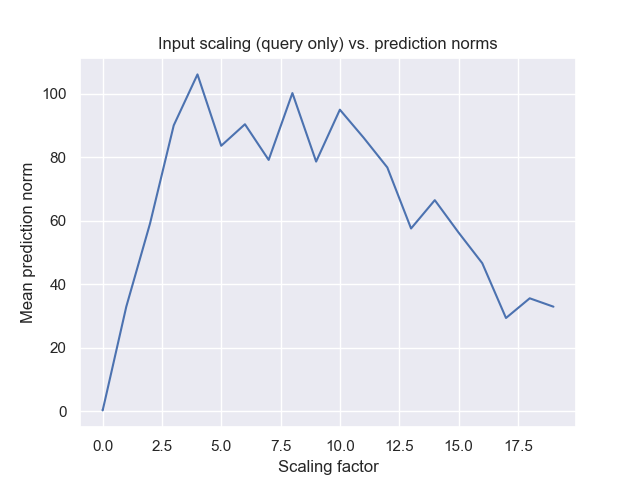 Input scaling (query only) vs. prediction norms
Mean prediction norm
100
80
60
40
20
0
0.0 2.5 5.0 7.5 10.0 12.5 15.0 17.5
Scaling factor